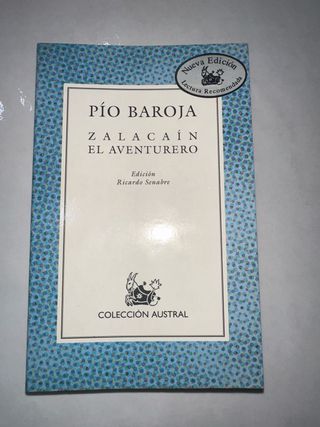 Nueva Edición
Lectura Recomendada
PÍO BAROJA
ZALACAÍN
EL AVENTURERO
Edición
Ricardo Senabre
COLECCIÓN AUSTRAL